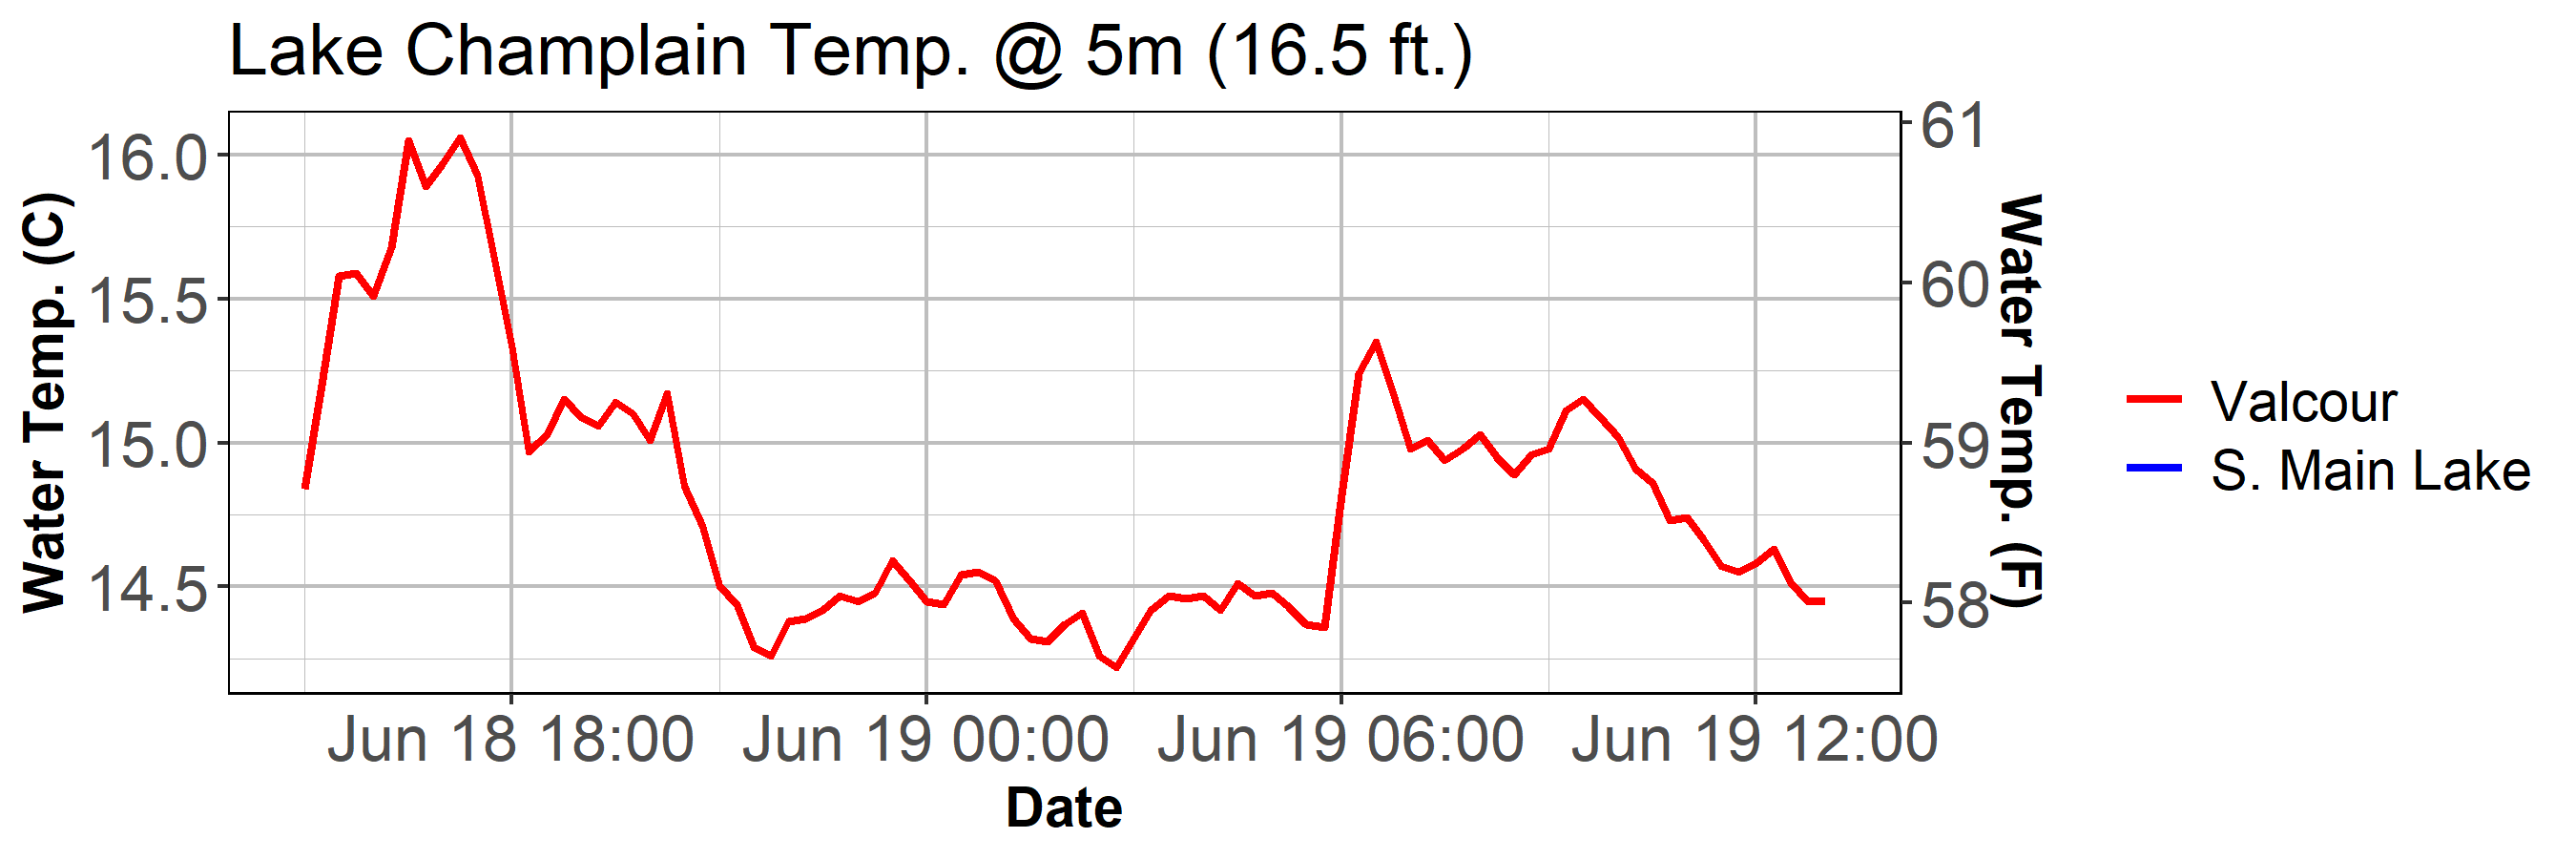 Lake Champlain Temp. @ 5m (16.5 ft.)
Water Temp. (C)
16.0
15.5
15.0
14.5
61
60
59
58
Water Temp. (F)
Jun 18 18:00 Jun 19 00:00 Jun 19 06:00 Jun 19 12:00
Date
Valcour
S. Main Lake